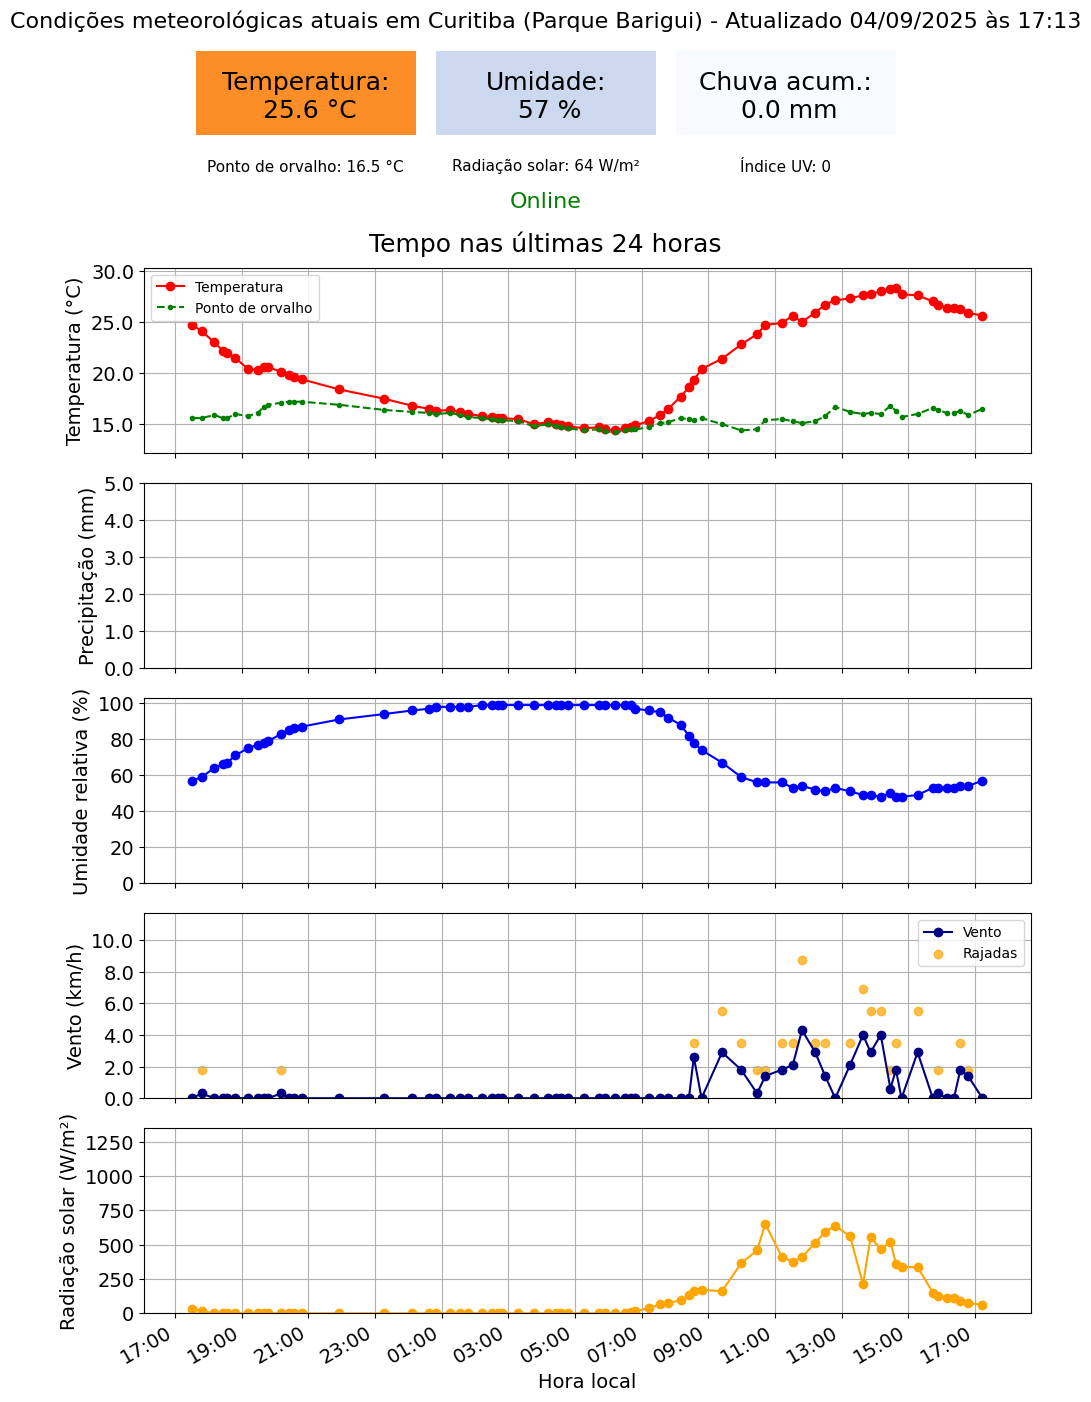 Condições meteorológicas atuais em Curitiba (Parque Barigui) - Atualizado 04/09/2025 às 17:13
Temperatura:
25.6 °C
Umidade:
57 %
Chuva acum.:
0.0 mm
Ponto de orvalho: 16.5 °C
Radiação solar: 64 W/m²
Índice UV: 0
Online
Tempo nas últimas 24 horas
Temperatura (°C)
30.0
25.0
20.0
15.0
Temperatura
Ponto de orvalho
Precipitação (mm)
5.0
4.0
3.0
2.0
1.0
0.0
Umidade relativa (%)
100
80
60
40
20
0
Vento (km/h)
10.0
8.0
6.0
4.0
2.0
0.0
Vento
Rajadas
Radiação solar (W/m²)
1250
1000
750
500
250
0
17:00
19:00
21:00
23:00
01:00
03:00
05:00
07:00
09:00
11:00
13:00
15:00
17:00
Hora local